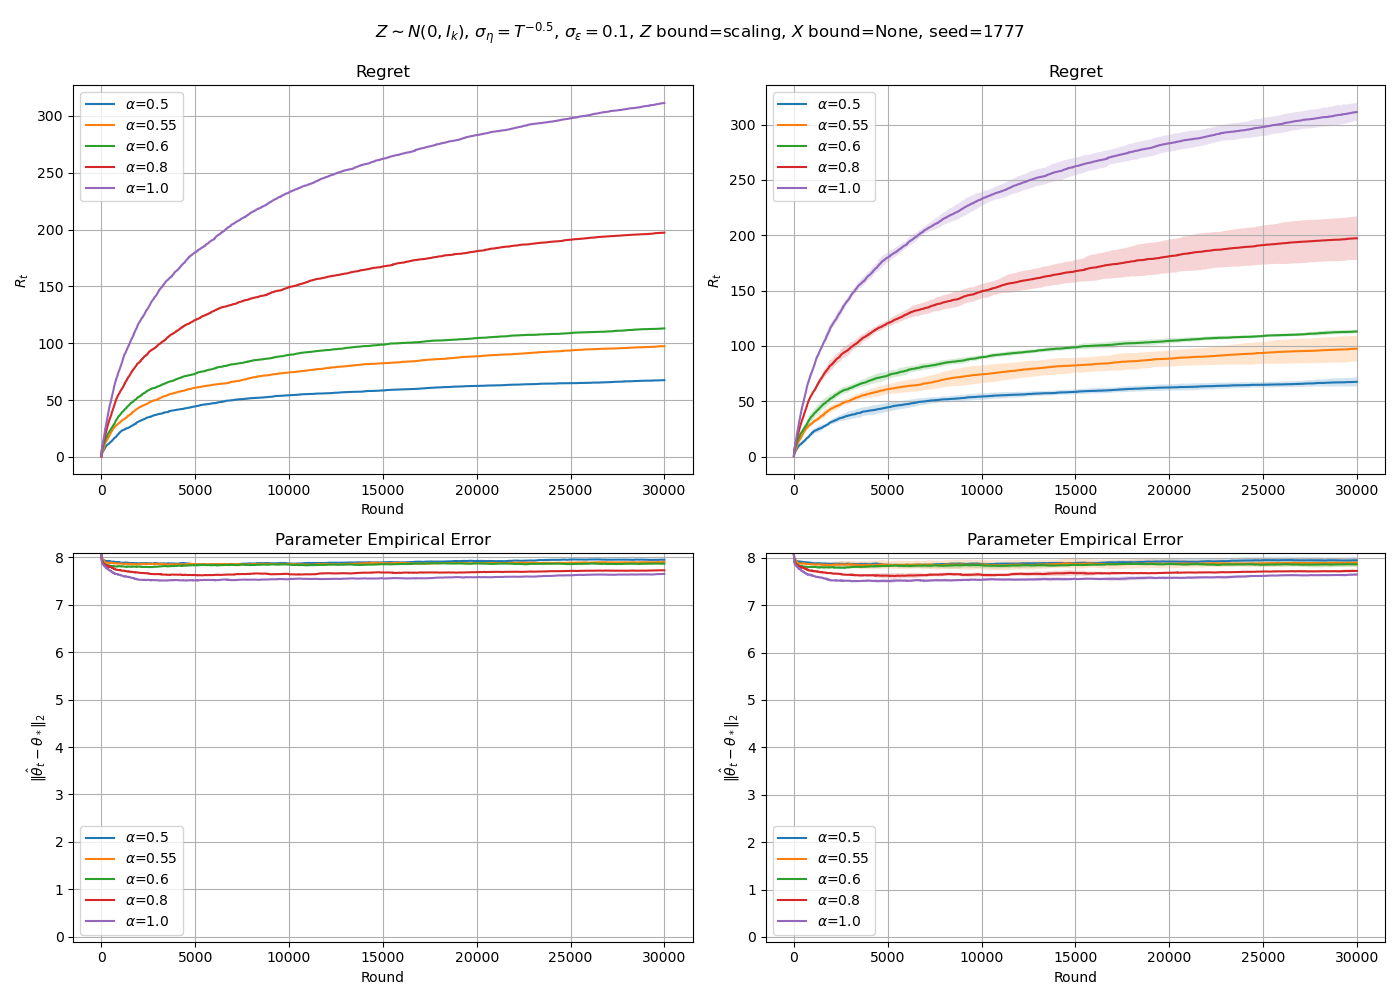 Z ∼ N(0, I_k), σ_η = T^{−0.5}, σ_ε = 0.1, Z bound=scaling, X bound=None, seed=1777
Regret
R_t
300
250
200
150
100
50
0
α=0.5
α=0.55
α=0.6
α=0.8
α=1.0
0 5000 10000 15000 20000 25000 30000
Round
Regret
R_t
300
250
200
150
100
50
0
α=0.5
α=0.55
α=0.6
α=0.8
α=1.0
0 5000 10000 15000 20000 25000 30000
Round
Parameter Empirical Error
‖θ̂_t − θ_*‖_2
8
7
6
5
4
3
2
1
0
α=0.5
α=0.55
α=0.6
α=0.8
α=1.0
0 5000 10000 15000 20000 25000 30000
Round
Parameter Empirical Error
‖θ̂_t − θ_*‖_2
8
7
6
5
4
3
2
1
0
α=0.5
α=0.55
α=0.6
α=0.8
α=1.0
0 5000 10000 15000 20000 25000 30000
Round